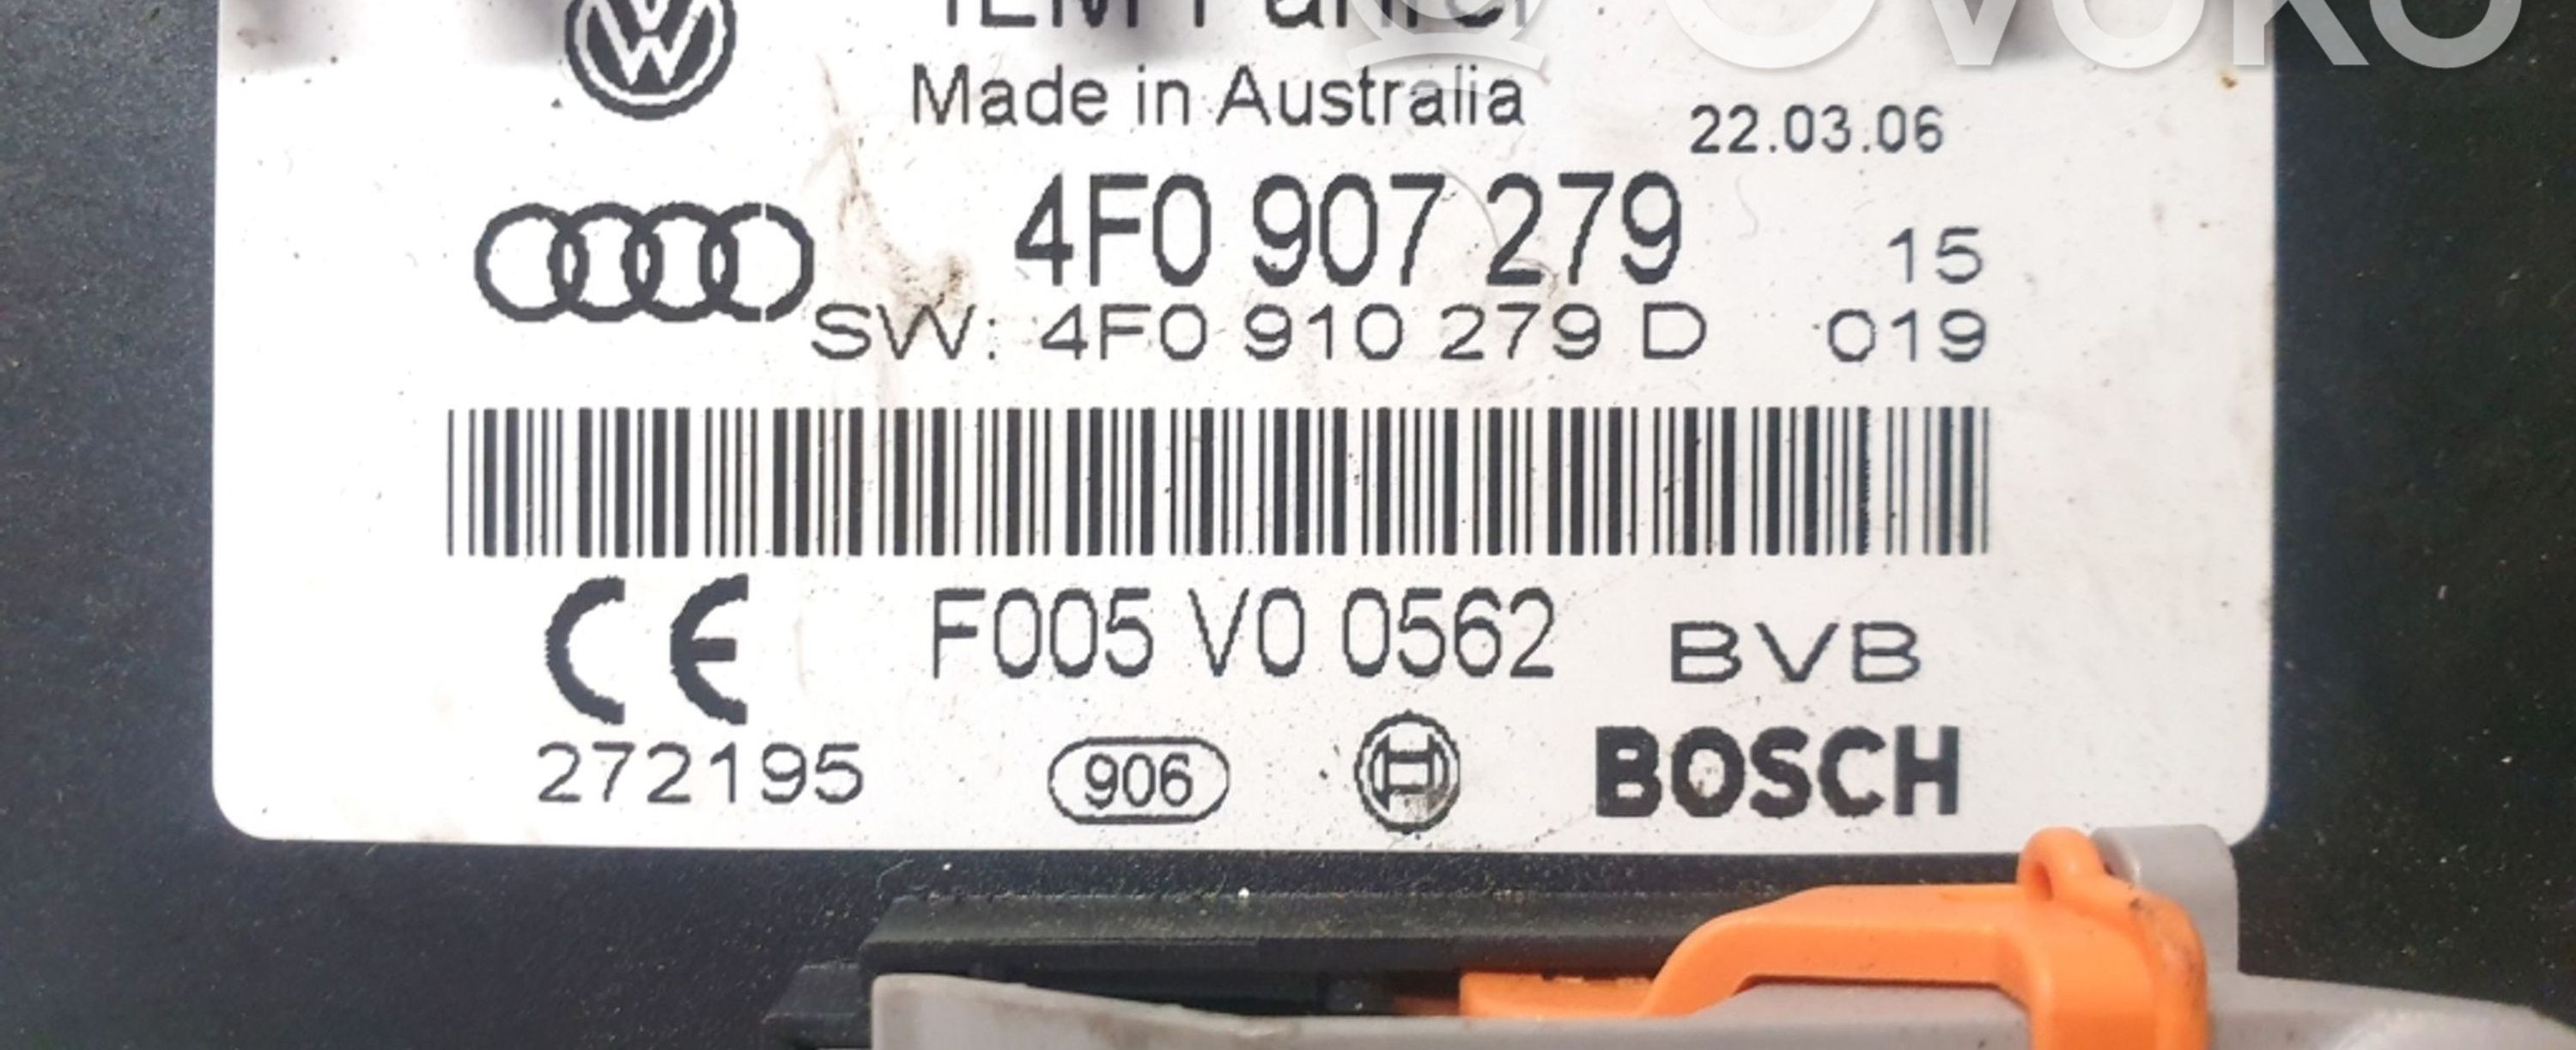 Made in Australia
22.03.06
4F0 907 279
15
SW: 4F0 910 279 D 019
CE F005 V0 0562 BVB
272195 906 BOSCH